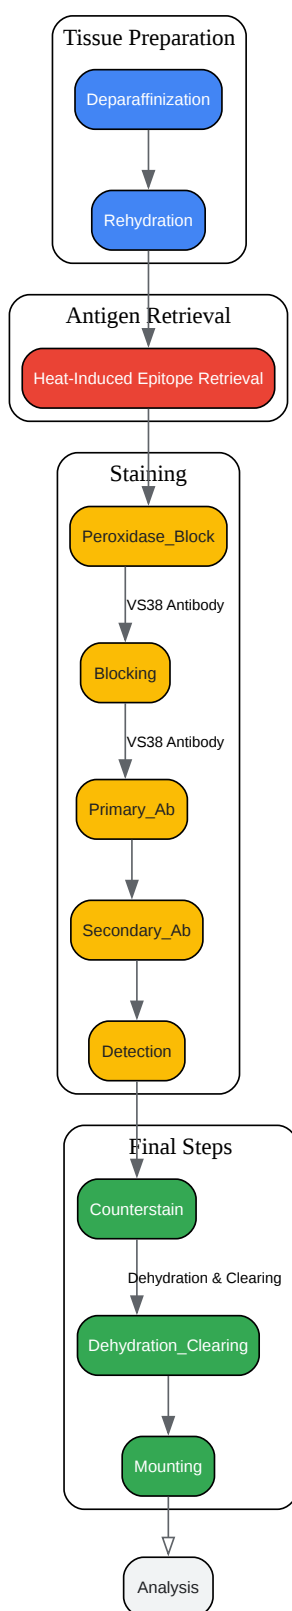 Tissue Preparation
Deparaffinization
Rehydration
Antigen Retrieval
Heat-Induced Epitope Retrieval
Staining
Peroxidase_Block
VS38 Antibody
Blocking
VS38 Antibody
Primary_Ab
Secondary_Ab
Detection
Final Steps
Counterstain
Dehydration & Clearing
Dehydration_Clearing
Mounting
Analysis